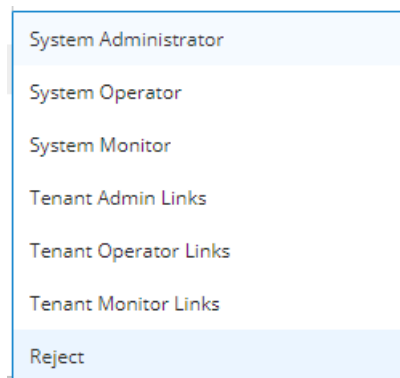 System Administrator
System Operator
System Monitor
Tenant Admin Links
Tenant Operator Links
Tenant Monitor Links
Reject